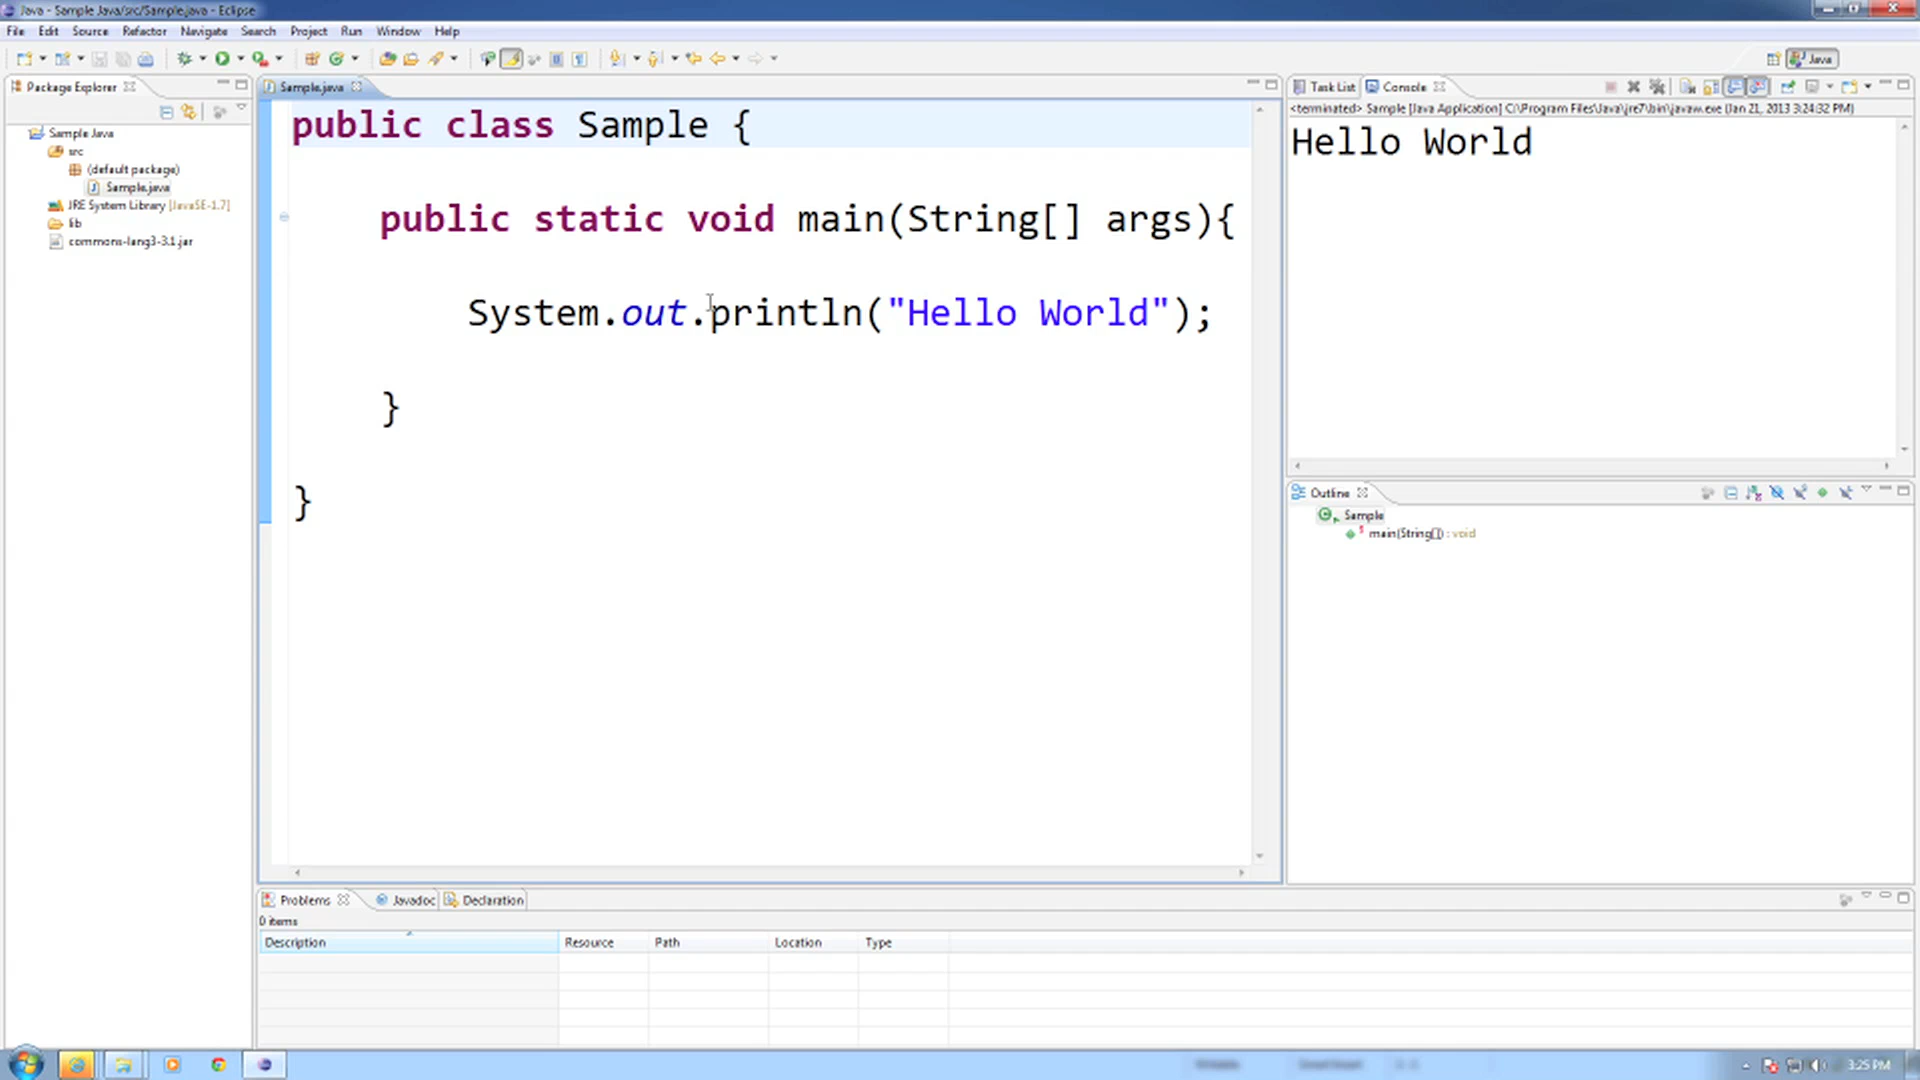 Java - Sample Java/src/Sample.java - Eclipse
File Edit Source Refactor Navigate Search Project Run Window Help
Java
Package Explorer
Sample Java
src
(default package)
Sample.java
JRE System Library [JavaSE-1.7]
lib
commons-lang3-3.1.jar
Sample.java
public class Sample {
public static void main(String[] args){
System.out.println("Hello World");
}
}
Task List Console
<terminated> Sample [Java Application] C:\Program Files\Java\jre7\bin\javaw.exe (Jan 21, 2013 3:24:32 PM)
Hello World
Outline
Sample
main(String[]) : void
Problems Javadoc Declaration
0 items
Description Resource Path Location Type
3:25 PM